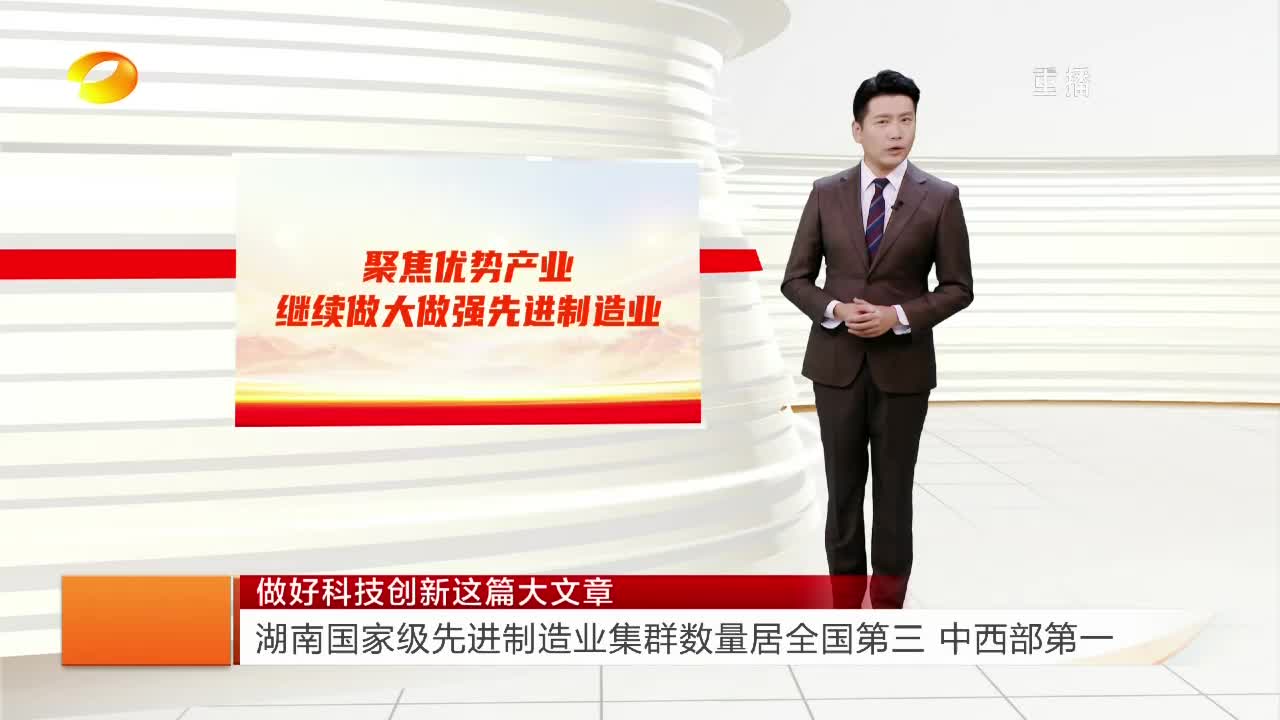 重播
聚焦优势产业
继续做大做强先进制造业
做好科技创新这篇大文章
湖南国家级先进制造业集群数量居全国第三 中西部第一